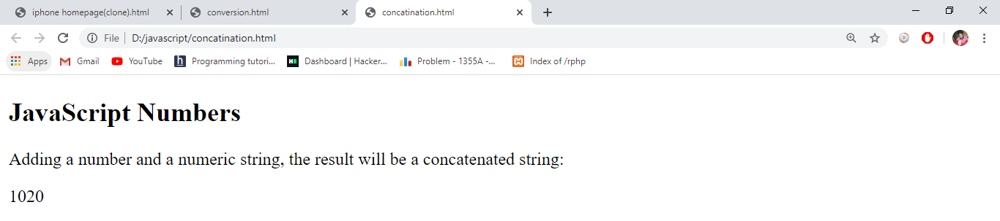 iphone homepage(clone).html
conversion.html
concatination.html
File
D:/javascript/concatination.html
Apps
Gmail
YouTube
h
Programming tutori...
H
Dashboard | Hacker...
Problem - 1355A -...
Index of /rphp
JavaScript Numbers
Adding a number and a numeric string, the result will be a concatenated string:
1020